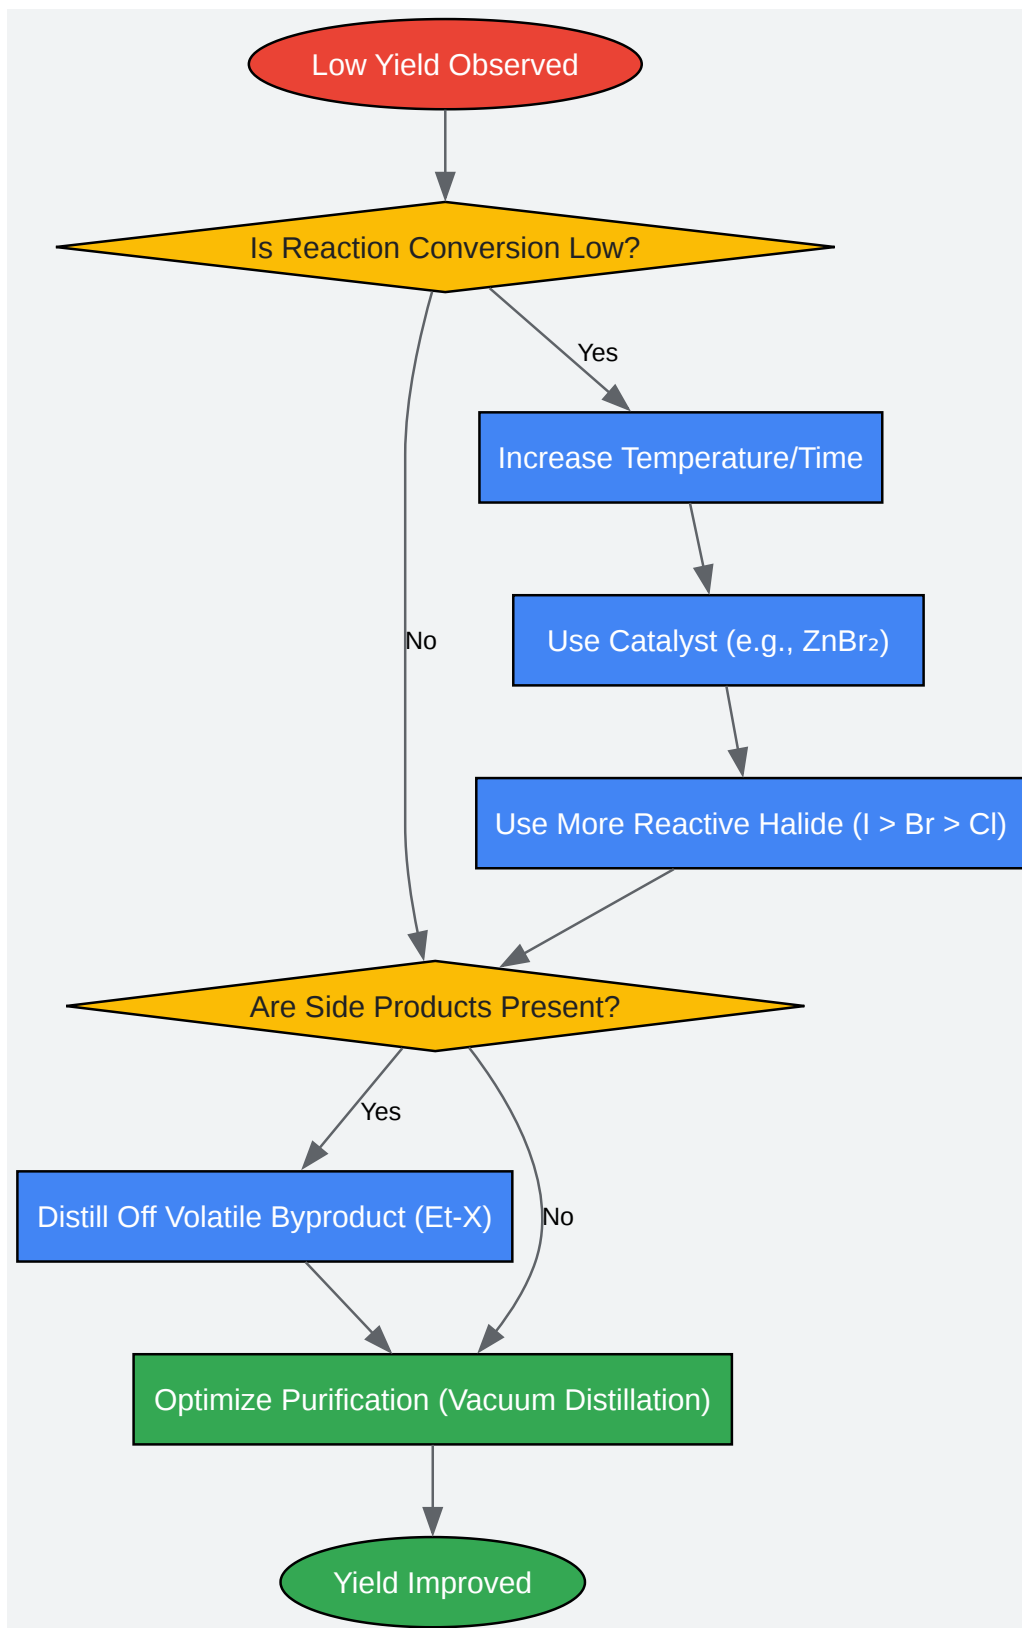 Low Yield Observed
Is Reaction Conversion Low?
Yes
Increase Temperature/Time
No
Use Catalyst (e.g., ZnBr₂)
Use More Reactive Halide (I > Br > Cl)
Are Side Products Present?
Yes
Distill Off Volatile Byproduct (Et-X)
No
Optimize Purification (Vacuum Distillation)
Yield Improved